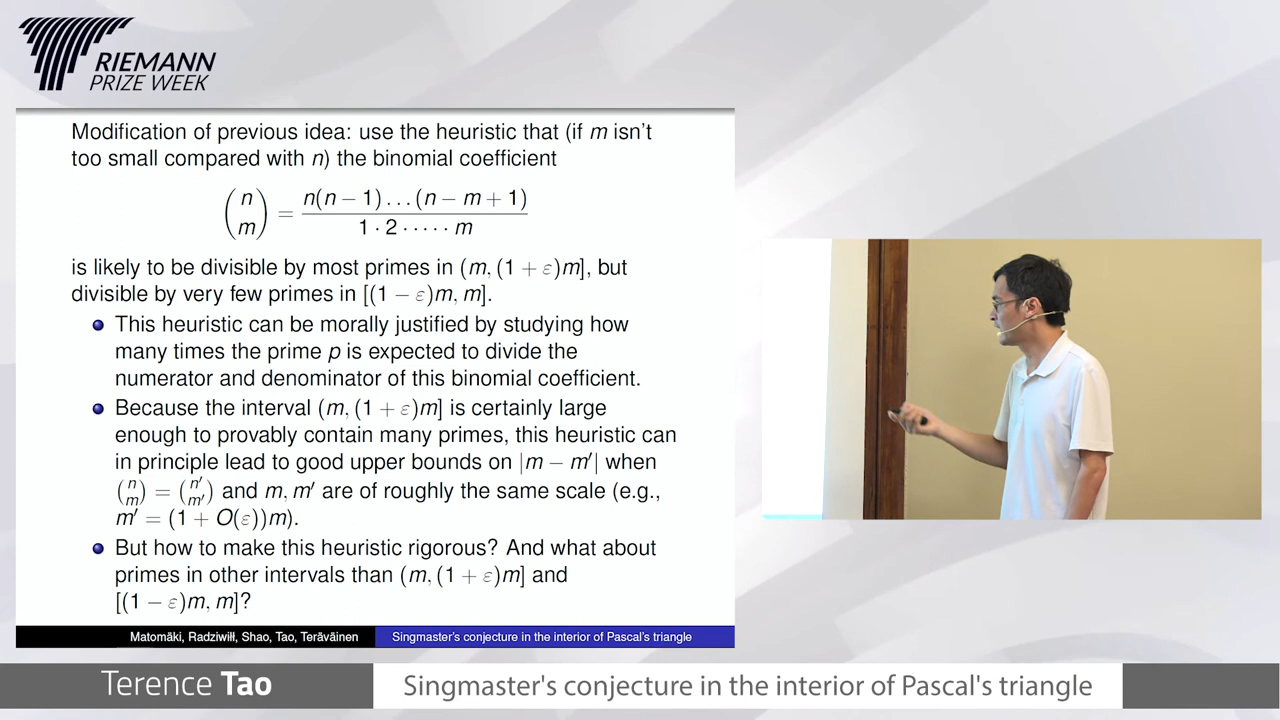 RIEMANN
PRIZE WEEK
Modification of previous idea: use the heuristic that (if m isn't
too small compared with n) the binomial coefficient
(n m) = n(n − 1) . . . (n − m + 1) / 1 · 2 · · · · · m
is likely to be divisible by most primes in (m, (1 + ε)m], but
divisible by very few primes in [(1 − ε)m, m].
This heuristic can be morally justified by studying how
many times the prime p is expected to divide the
numerator and denominator of this binomial coefficient.
Because the interval (m, (1 + ε)m] is certainly large
enough to provably contain many primes, this heuristic can
in principle lead to good upper bounds on |m − m′| when
(n m) = (n′ m′) and m, m′ are of roughly the same scale (e.g.,
m′ = (1 + O(ε))m).
But how to make this heuristic rigorous? And what about
primes in other intervals than (m, (1 + ε)m] and
[(1 − ε)m, m]?
Matomäki, Radziwiłł, Shao, Tao, Teräväinen Singmaster's conjecture in the interior of Pascal's triangle
Terence Tao Singmaster's conjecture in the interior of Pascal's triangle